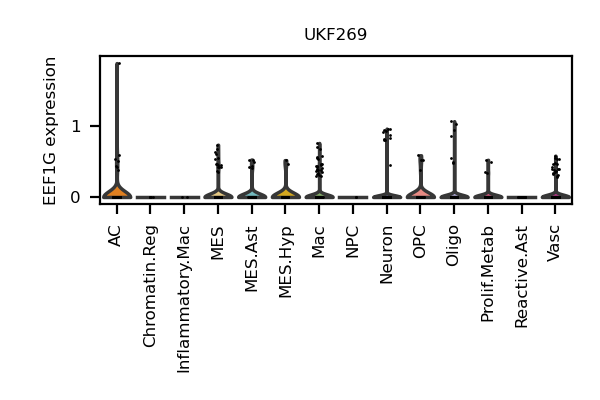 UKF269
EEF1G expression
1
0
AC
Chromatin.Reg
Inflammatory.Mac
MES
MES.Ast
MES.Hyp
Mac
NPC
Neuron
OPC
Oligo
Prolif.Metab
Reactive.Ast
Vasc